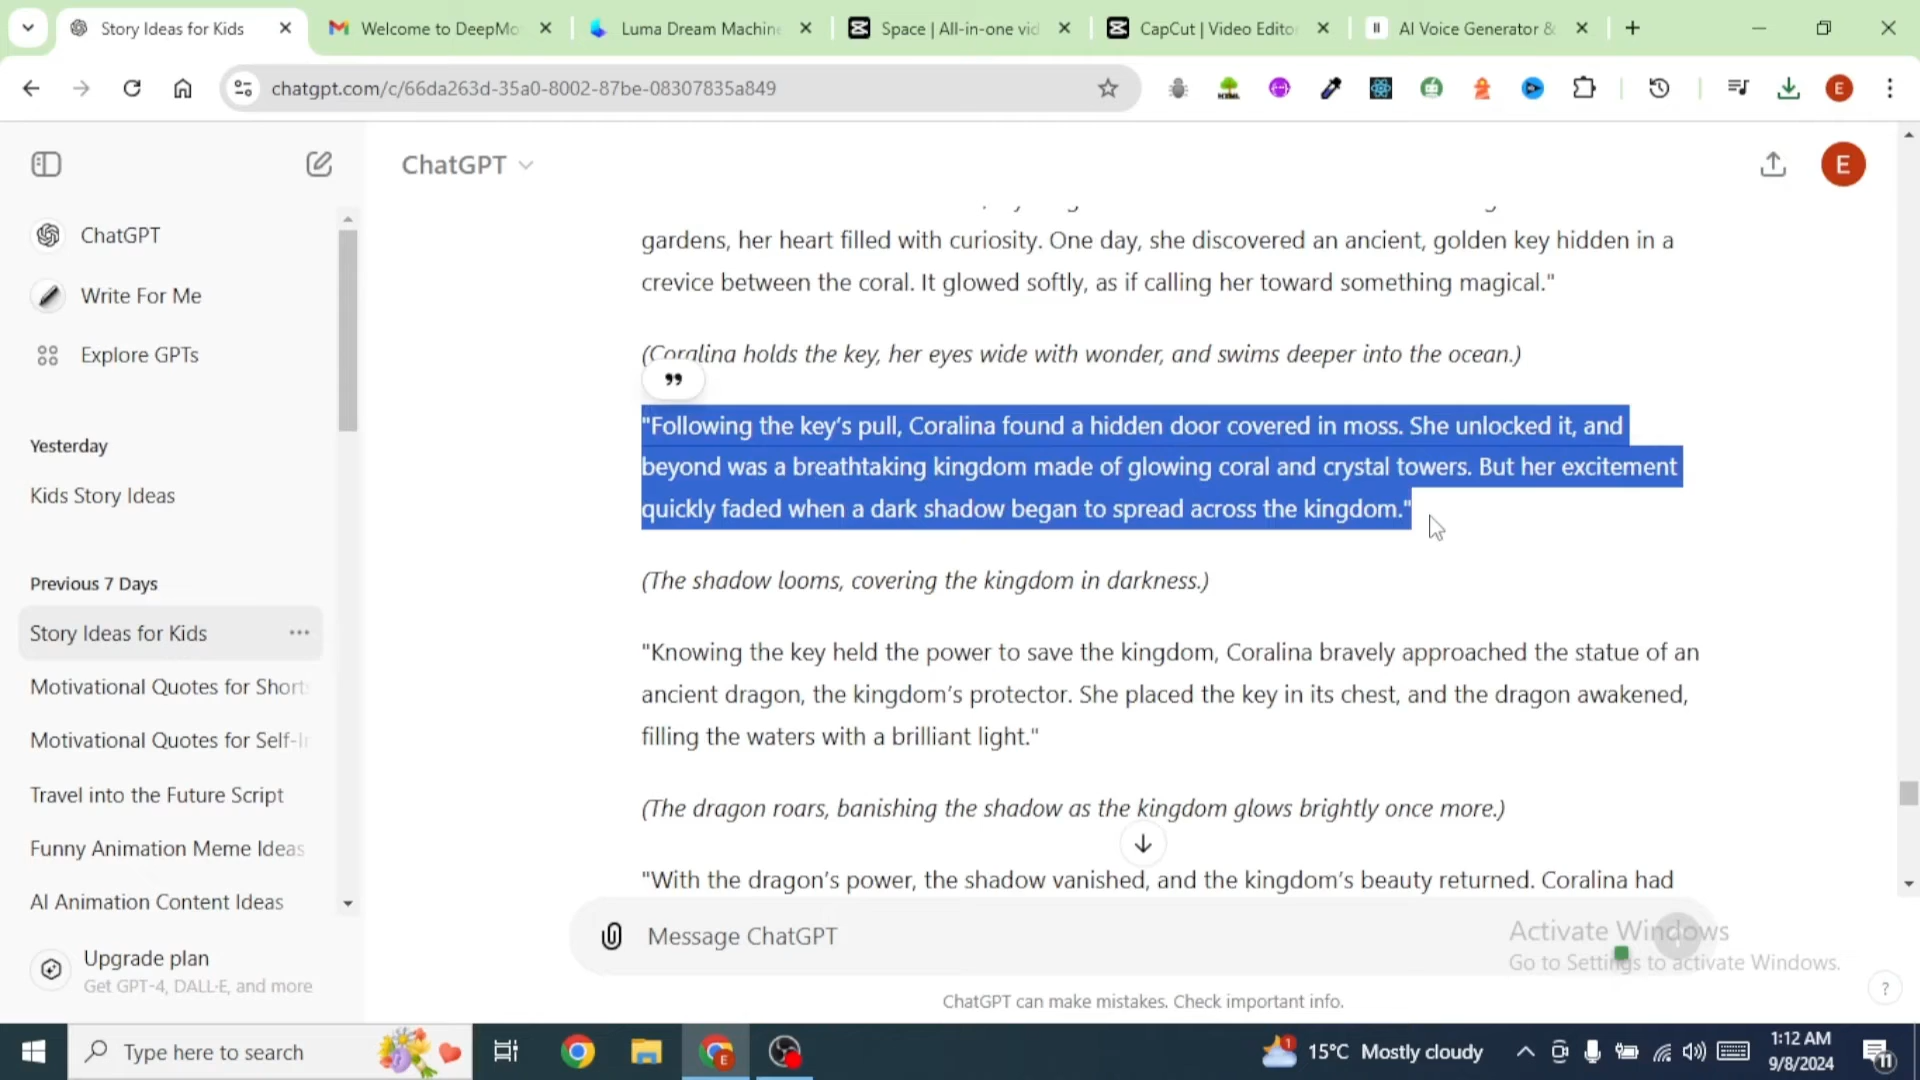 Story Ideas for Kids
Welcome to DeepMo
Luma Dream Machine
Space | All-in-one vid
CapCut | Video Editor
AI Voice Generator &
chatgpt.com/c/66da263d-35a0-8002-87be-08307835a849
E
ChatGPT
E
ChatGPT
Write For Me
Explore GPTs
Yesterday
Kids Story Ideas
Previous 7 Days
Story Ideas for Kids
Motivational Quotes for Shorts
Motivational Quotes for Self-I
Travel into the Future Script
Funny Animation Meme Ideas
AI Animation Content Ideas
Upgrade plan
Get GPT-4, DALL·E, and more
gardens, her heart filled with curiosity. One day, she discovered an ancient, golden key hidden in a
crevice between the coral. It glowed softly, as if calling her toward something magical."
(Coralina holds the key, her eyes wide with wonder, and swims deeper into the ocean.)
"Following the key's pull, Coralina found a hidden door covered in moss. She unlocked it, and
beyond was a breathtaking kingdom made of glowing coral and crystal towers. But her excitement
quickly faded when a dark shadow began to spread across the kingdom."
(The shadow looms, covering the kingdom in darkness.)
"Knowing the key held the power to save the kingdom, Coralina bravely approached the statue of an
ancient dragon, the kingdom's protector. She placed the key in its chest, and the dragon awakened,
filling the waters with a brilliant light."
(The dragon roars, banishing the shadow as the kingdom glows brightly once more.)
"With the dragon's power, the shadow vanished, and the kingdom's beauty returned. Coralina had
Message ChatGPT
Activate Windows
Go to Settings to activate Windows.
ChatGPT can make mistakes. Check important info.
?
Type here to search
E
1
15°C Mostly cloudy
1:12 AM
9/8/2024
11